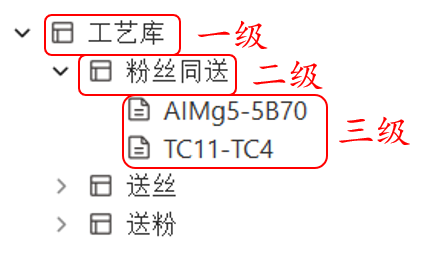 工艺库 一级
粉丝同送 二级
AlMg5-5B70
TC11-TC4 三级
送丝
送粉